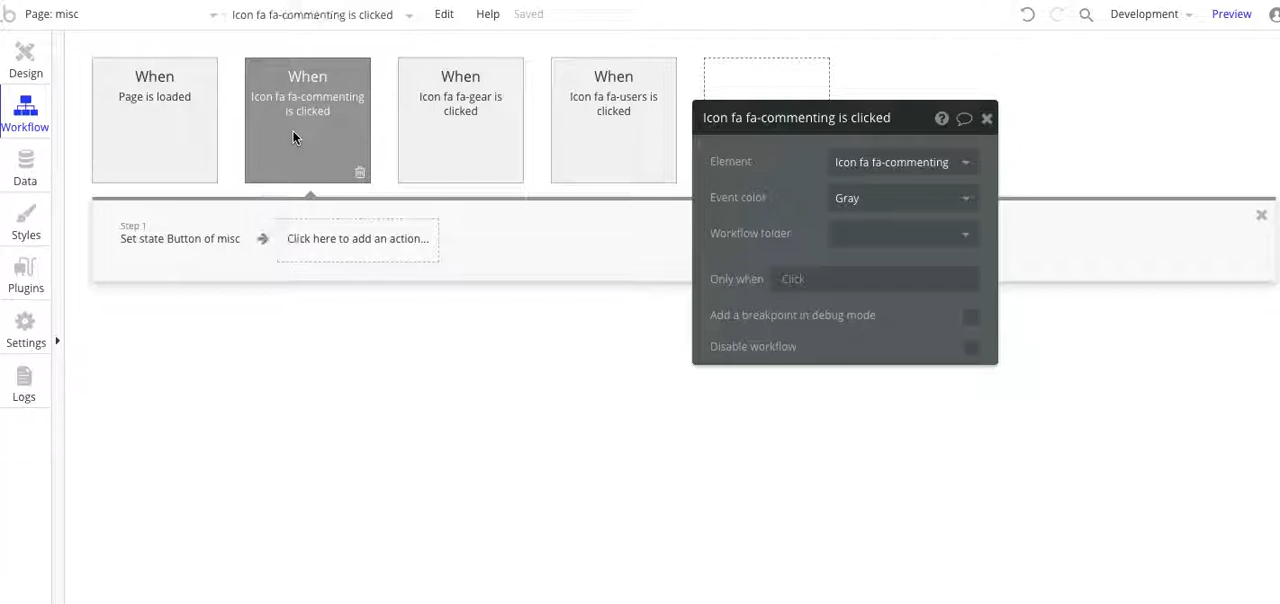 Page: misc
Icon fa fa-commenting is clicked
Edit
Help
Saved
Development
Preview
Design
Workflow
Data
Styles
Plugins
Settings
Logs
When
Page is loaded
When
Icon fa fa-commenting
is clicked
When
Icon fa fa-gear is
clicked
When
Icon fa fa-users is
clicked
Step 1
Set state Button of misc
Click here to add an action...
Icon fa fa-commenting is clicked
?
Element
Icon fa fa-commenting
Event color
Gray
Workflow folder
Only when
Click
Add a breakpoint in debug mode
Disable workflow